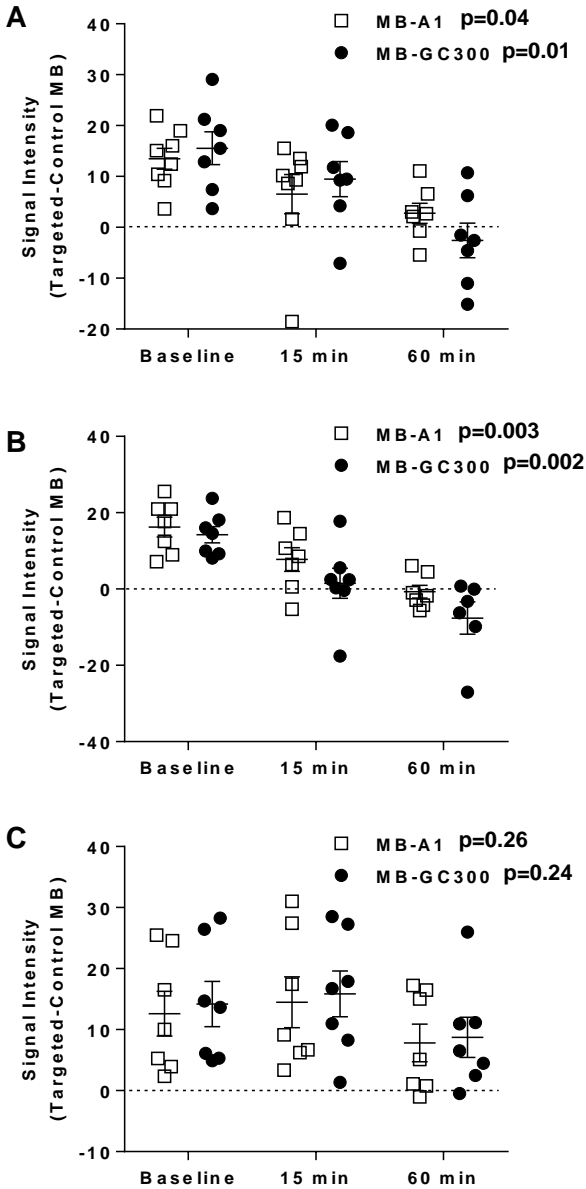 A
MB-A1 p=0.04
MB-GC300 p=0.01
Signal Intensity
(Targeted-Control MB)
40
30
20
10
0
-10
-20
Baseline 15 min 60 min
B
MB-A1 p=0.003
MB-GC300 p=0.002
Signal Intensity
(Targeted-Control MB)
40
20
0
-20
-40
Baseline 15 min 60 min
C
MB-A1 p=0.26
MB-GC300 p=0.24
Signal Intensity
(Targeted-Control MB)
40
30
20
10
0
-10
Baseline 15 min 60 min